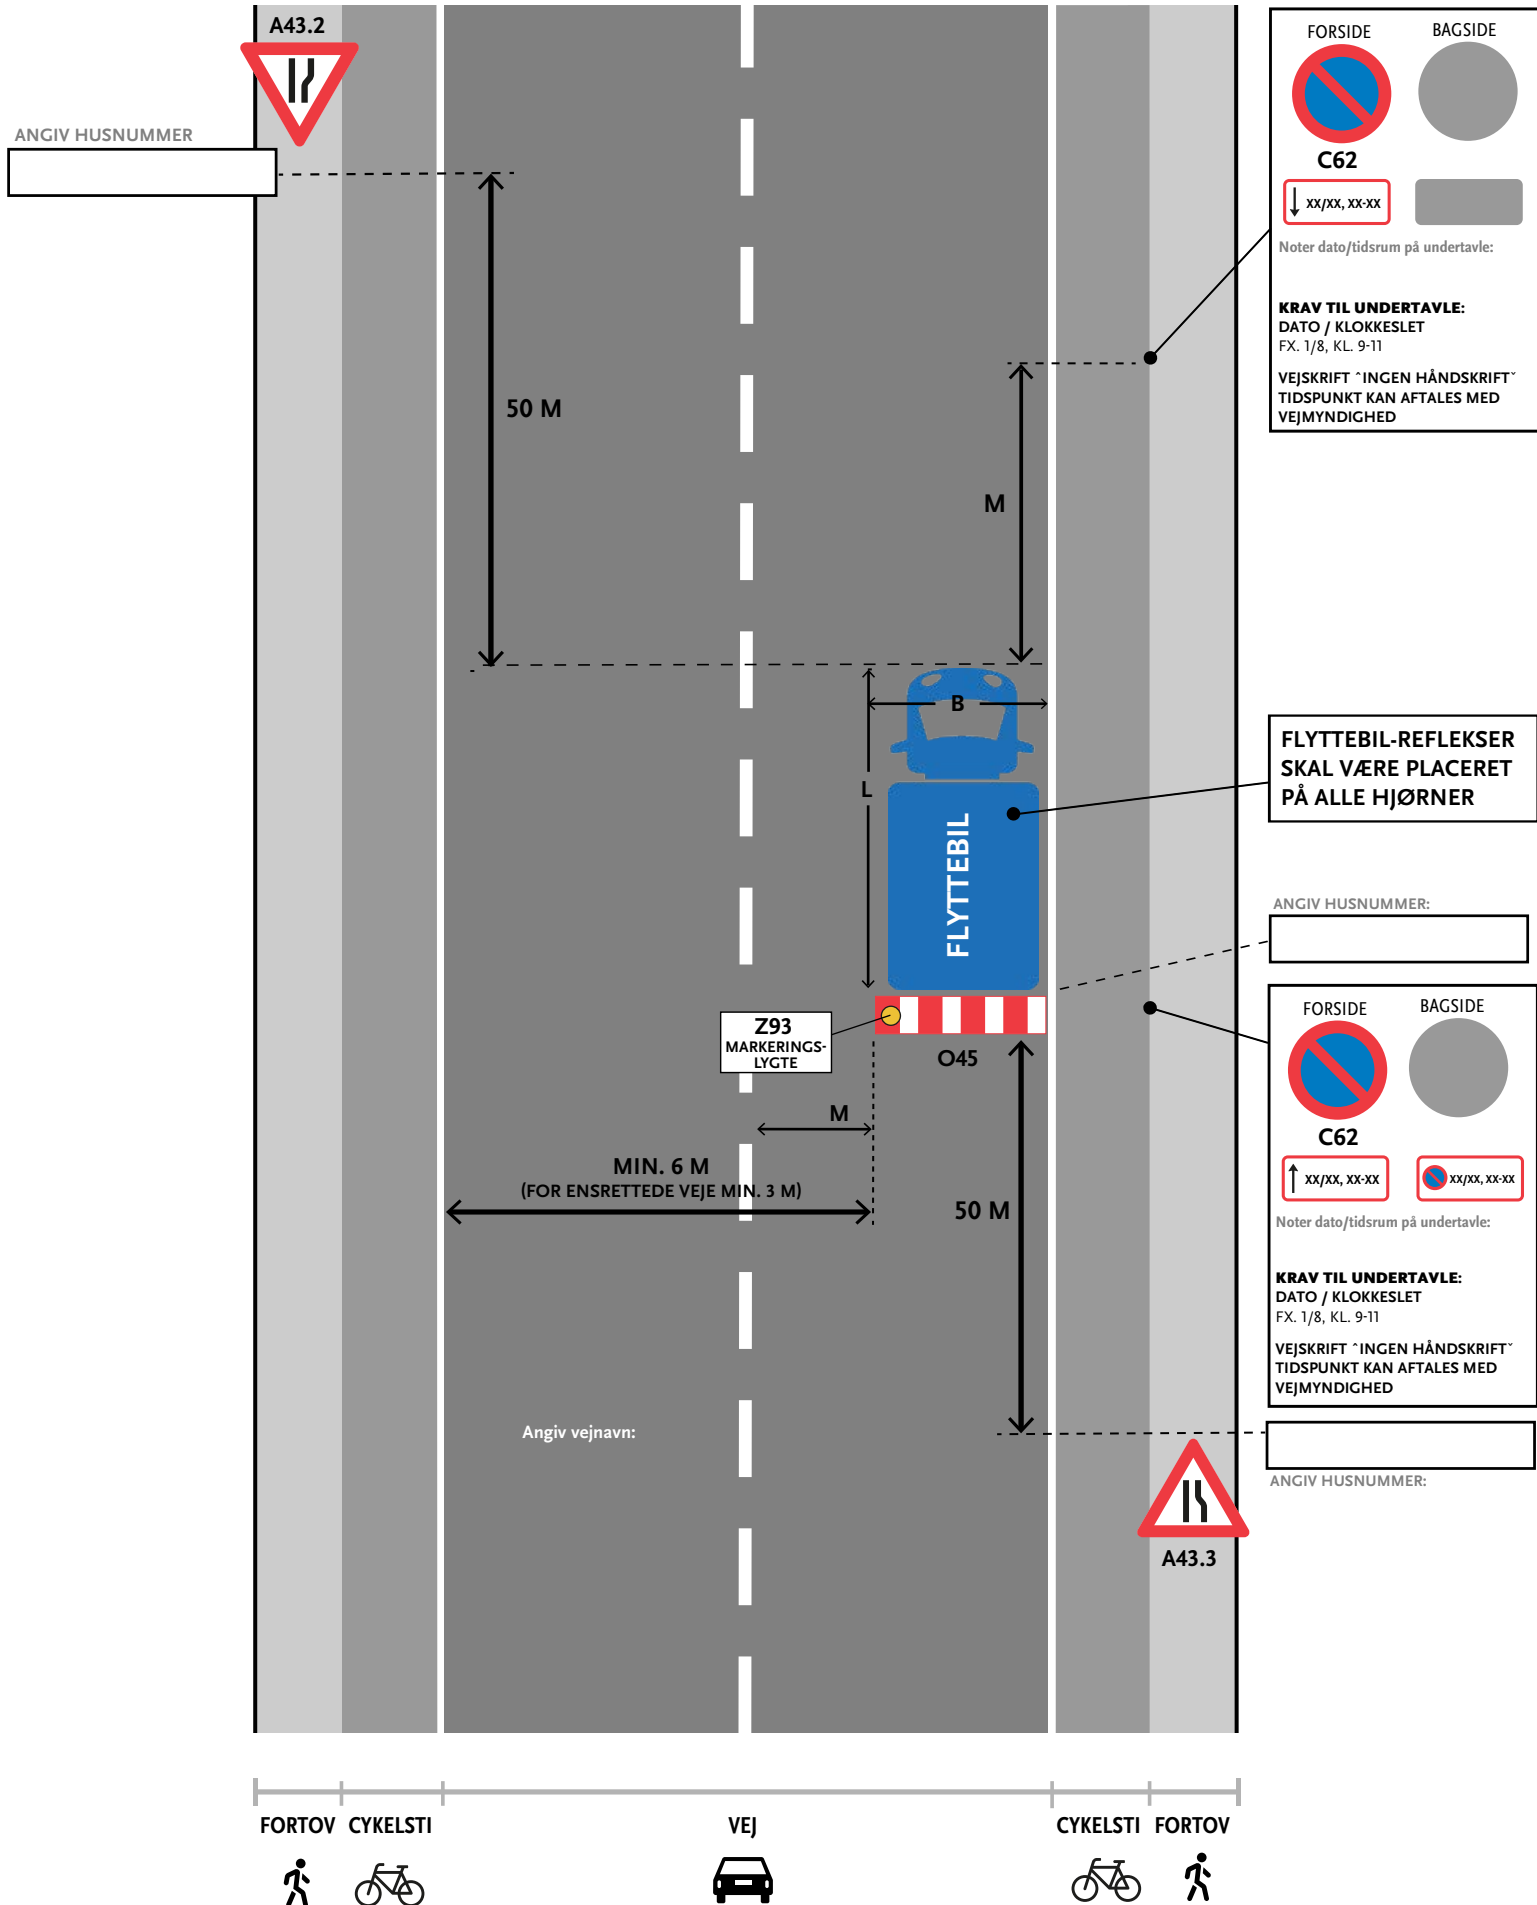 A43.2
ANGIV HUSNUMMER
50 M
M
FORSIDE BAGSIDE
C62
xx/xx, xx-xx
Noter dato/tidsrum på undertavle:
KRAV TIL UNDERTAVLE:
DATO / KLOKKESLET
FX. 1/8, KL. 9-11
VEJSKRIFT ˆINGEN HÅNDSKRIFTˇ
TIDSPUNKT KAN AFTALES MED
VEJMYNDIGHED
B
L
FLYTTEBIL
FLYTTEBIL-REFLEKSER
SKAL VÆRE PLACERET
PÅ ALLE HJØRNER
ANGIV HUSNUMMER:
Z93
MARKERINGS-
LYGTE
O45
M
MIN. 6 M
(FOR ENSRETTEDE VEJE MIN. 3 M)
50 M
FORSIDE BAGSIDE
C62
xx/xx, xx-xx xx/xx, xx-xx
Noter dato/tidsrum på undertavle:
KRAV TIL UNDERTAVLE:
DATO / KLOKKESLET
FX. 1/8, KL. 9-11
VEJSKRIFT ˆINGEN HÅNDSKRIFTˇ
TIDSPUNKT KAN AFTALES MED
VEJMYNDIGHED
Angiv vejnavn:
ANGIV HUSNUMMER:
A43.3
FORTOV CYKELSTI VEJ CYKELSTI FORTOV